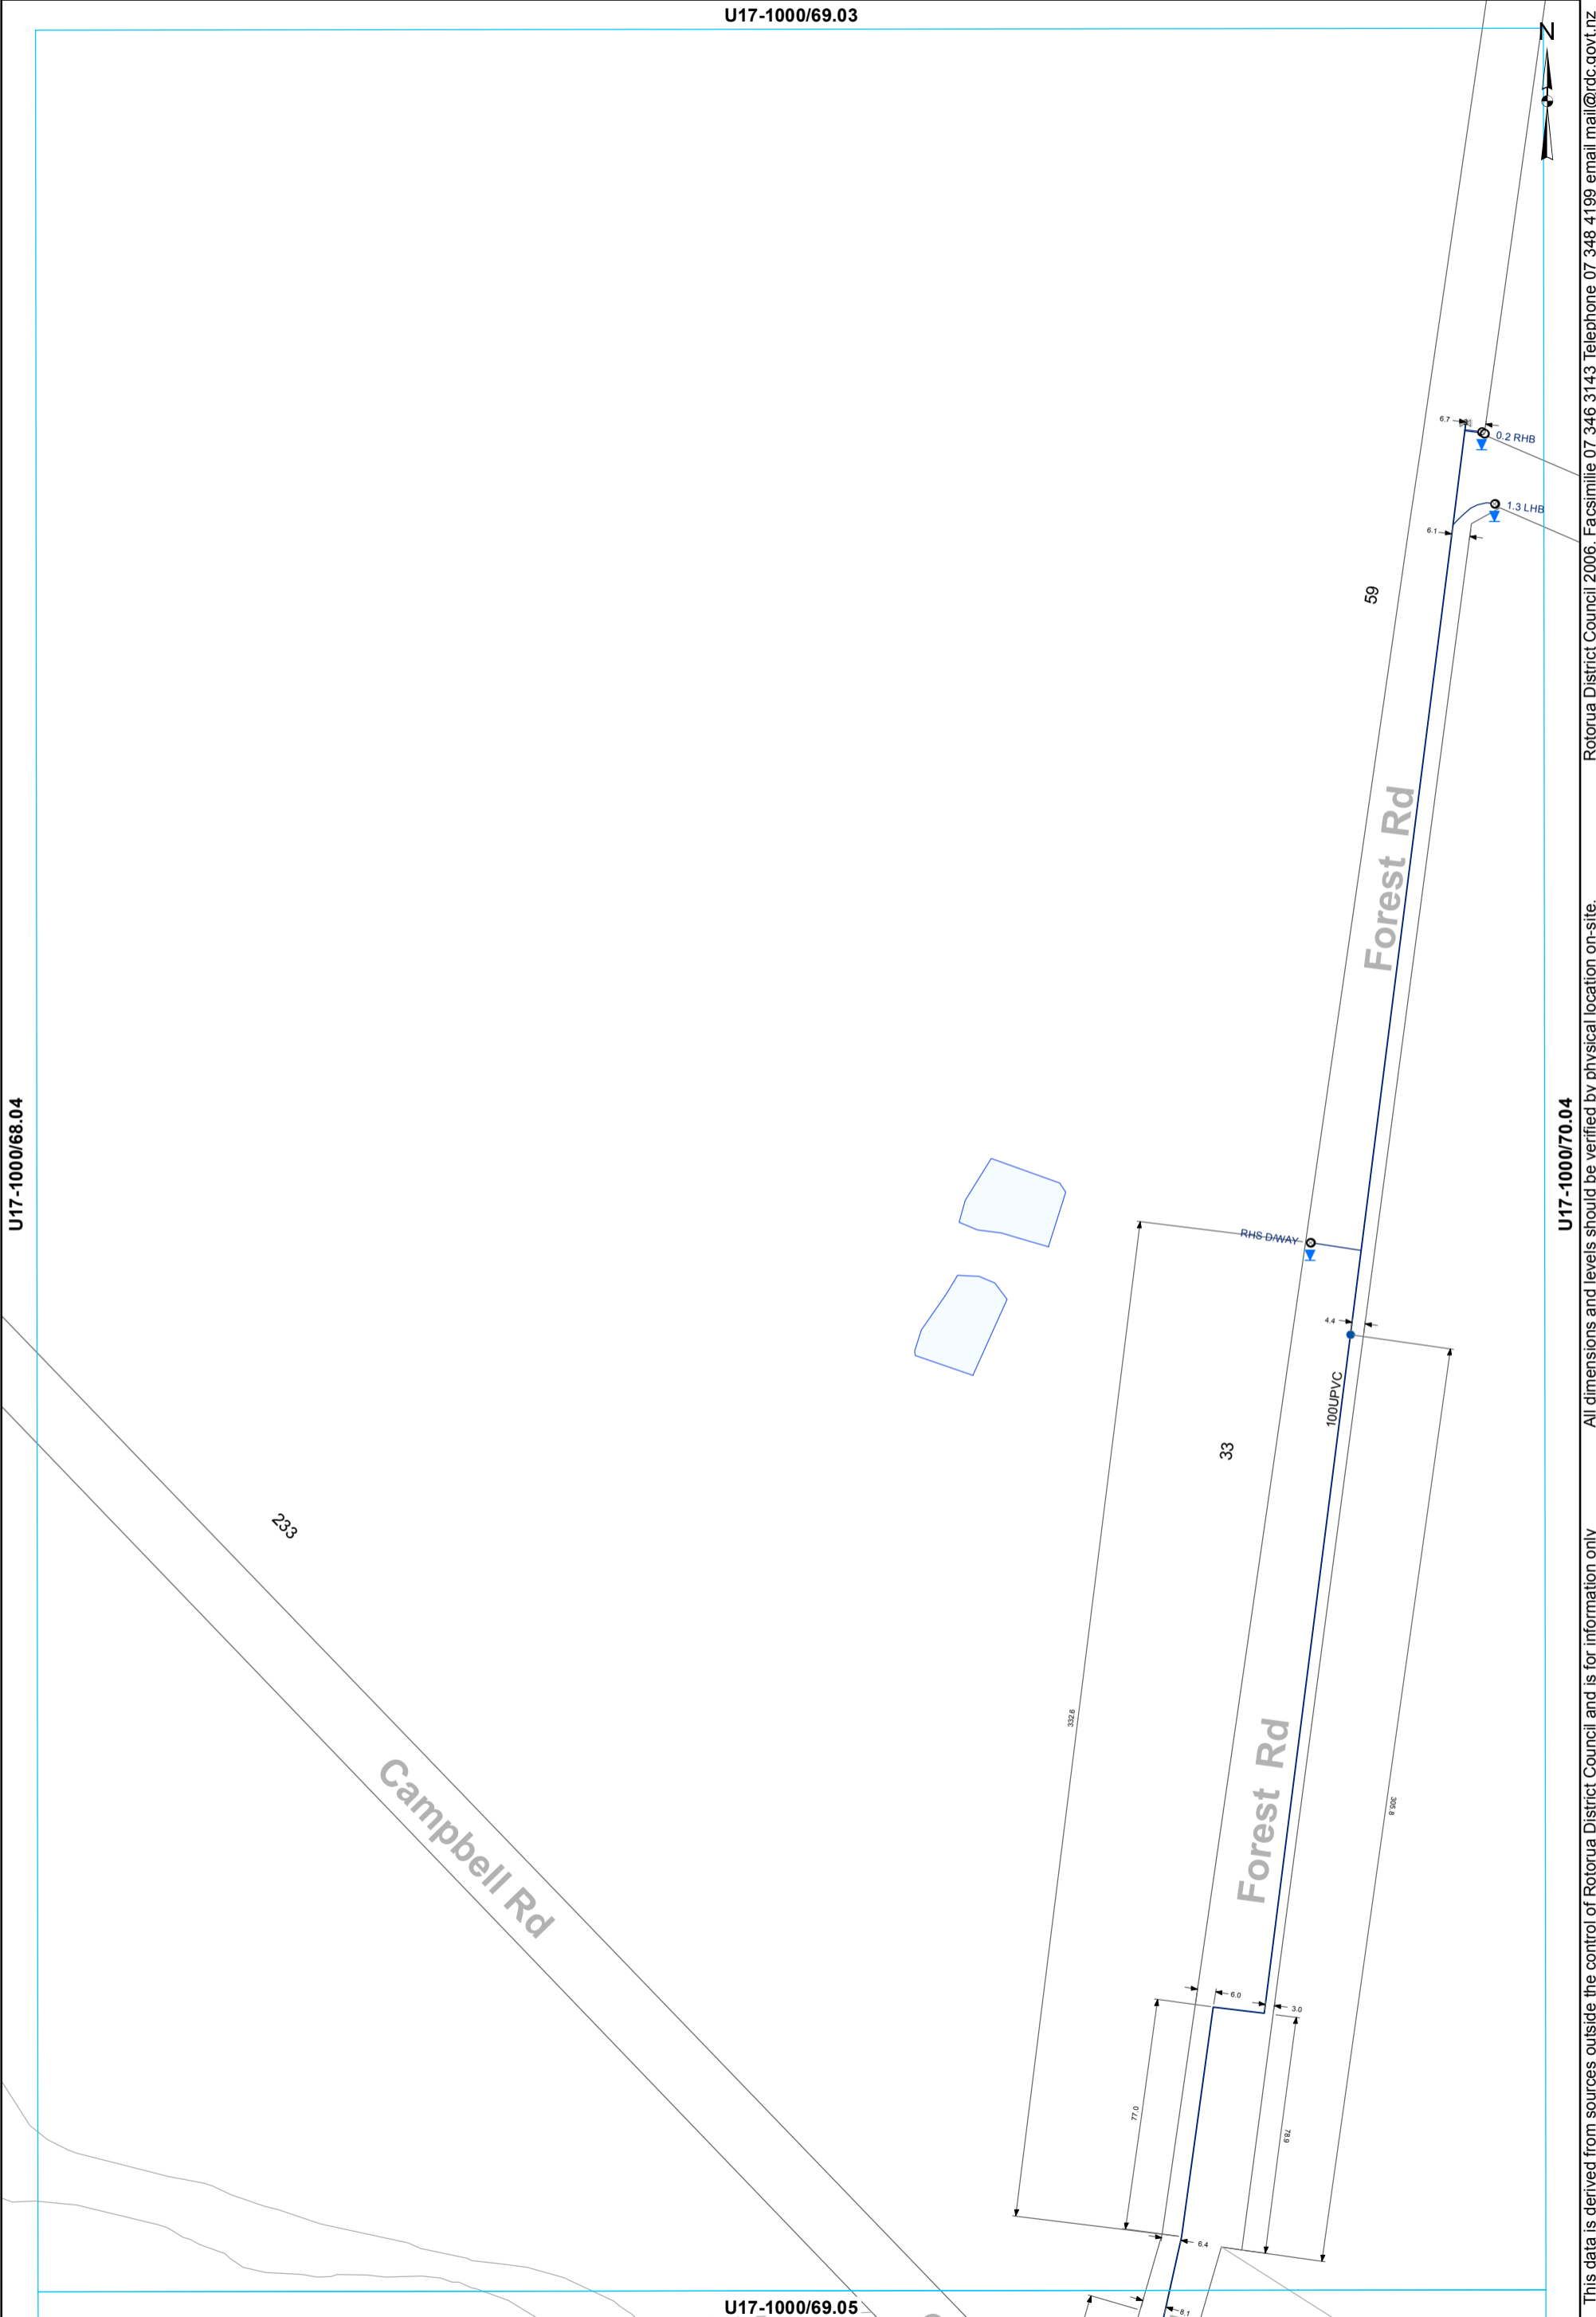 U17-1000/69.03
N
6.7
0.2 RHB
1.3 LHB
6.1
59
Forest Rd
U17-1000/68.04
U17-1000/70.04
RHS D/WAY
4.4
100UPVC
33
233
332.6
Forest Rd
305.8
Campbell Rd
6.0
3.0
77.0
78.9
6.4
8.1
U17-1000/69.05
This data is derived from sources outside the control of Rotorua District Council and is for information only
All dimensions and levels should be verified by physical location on-site.
Rotorua District Council 2006. Facsimilie 07 346 3143 Telephone 07 348 4199 email mail@rdc.govt.nz